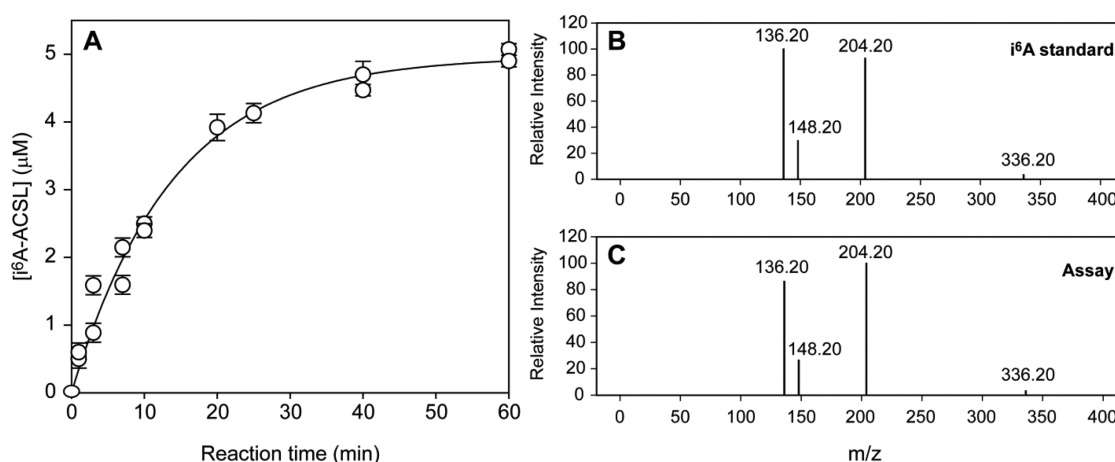 A
[i⁶A-ACSL] (μM)
5
4
3
2
1
0
0 10 20 30 40 50 60
Reaction time (min)
B
i⁶A standard
Relative Intensity
120
100
80
60
40
20
0
136.20
204.20
148.20
336.20
0 50 100 150 200 250 300 350 400
C
Assay
Relative Intensity
120
100
80
60
40
20
0
136.20
204.20
148.20
336.20
0 50 100 150 200 250 300 350 400
m/z